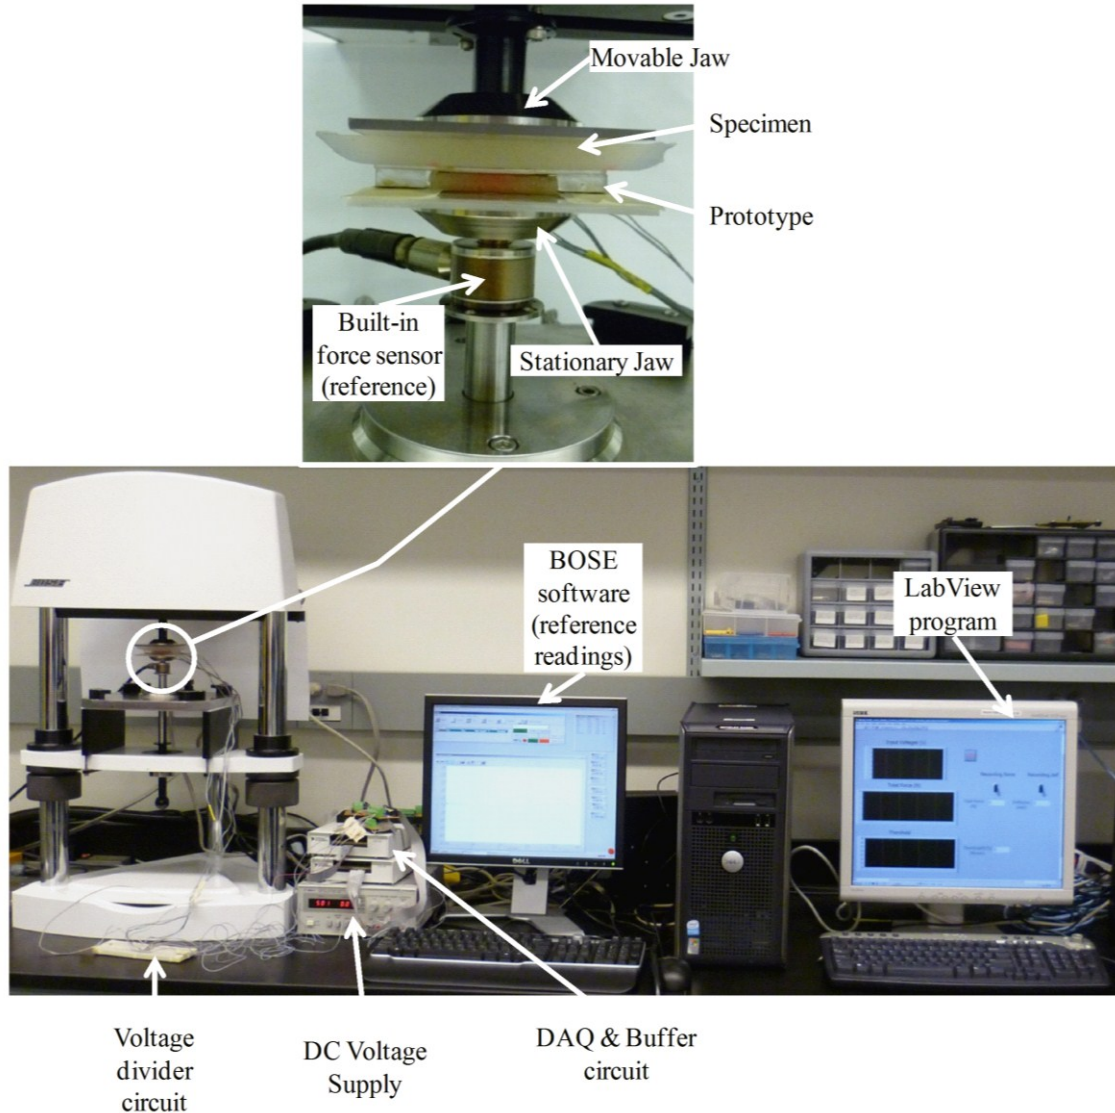 Movable Jaw
Specimen
Prototype
Built-in
force sensor
(reference)
Stationary Jaw
BOSE
software
(reference
readings)
LabView
program
DELL
Voltage
divider
circuit
DC Voltage
Supply
DAQ & Buffer
circuit